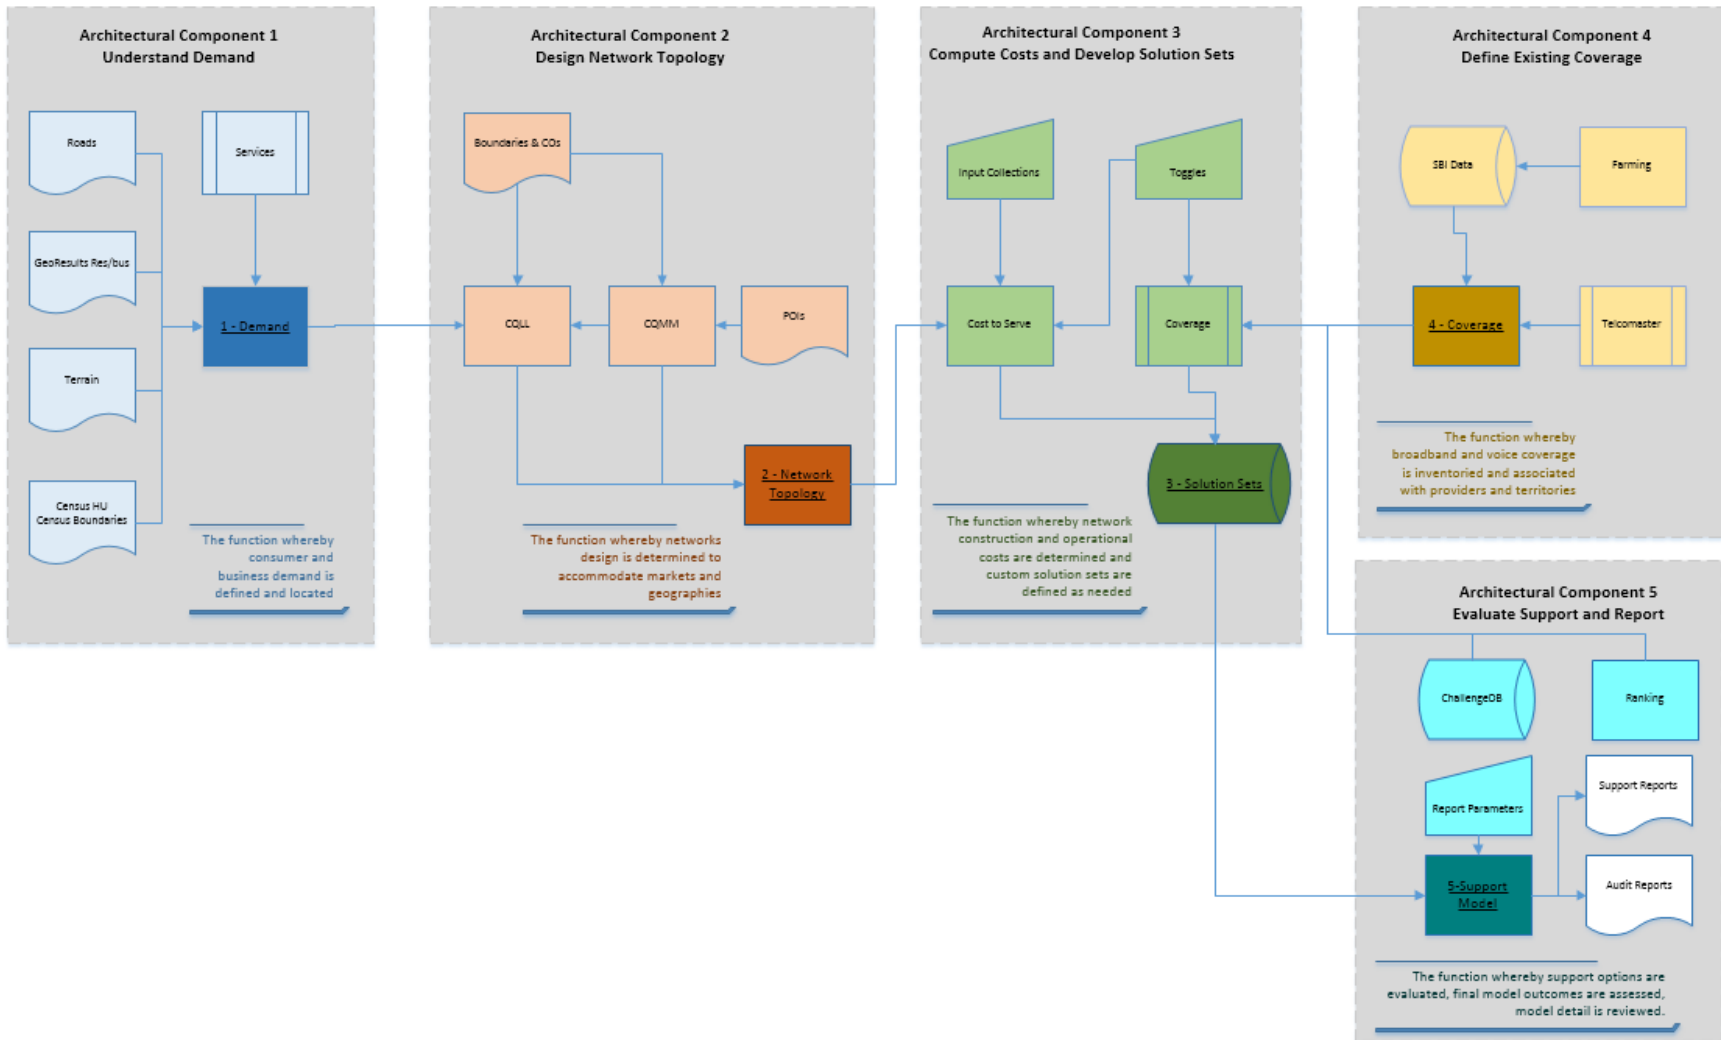 Architectural Component 1
Understand Demand
Roads
Services
GeoResults Res/bus
1 - Demand
Terrain
Census HU
Census Boundaries
The function whereby
consumer and
business demand is
defined and located
Architectural Component 2
Design Network Topology
Boundaries & COs
CQLL
CQMM
POIs
2 - Network
Topology
The function whereby networks
design is determined to
accommodate markets and
geographies
Architectural Component 3
Compute Costs and Develop Solution Sets
Input Collections
Toggles
Cost to Serve
Coverage
3 - Solution Sets
The function whereby network
construction and operational
costs are determined and
custom solution sets are
defined as needed
Architectural Component 4
Define Existing Coverage
SBI Data
Farming
4 - Coverage
Telcomaster
The function whereby
broadband and voice coverage
is inventoried and associated
with providers and territories
Architectural Component 5
Evaluate Support and Report
ChallengeDB
Ranking
Report Parameters
Support Reports
5-Support
Model
Audit Reports
The function whereby support options are
evaluated, final model outcomes are assessed,
model detail is reviewed.